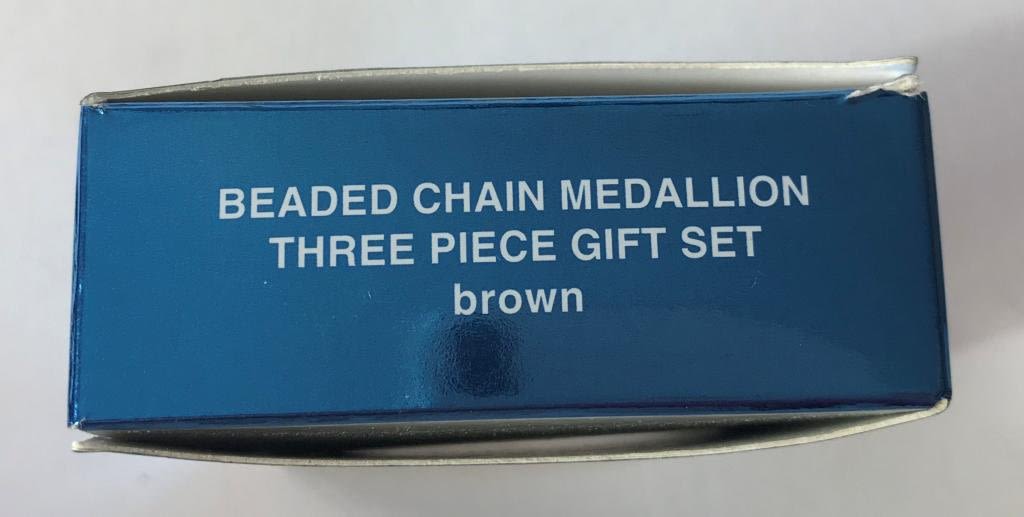 BEADED CHAIN MEDALLION
THREE PIECE GIFT SET
brown